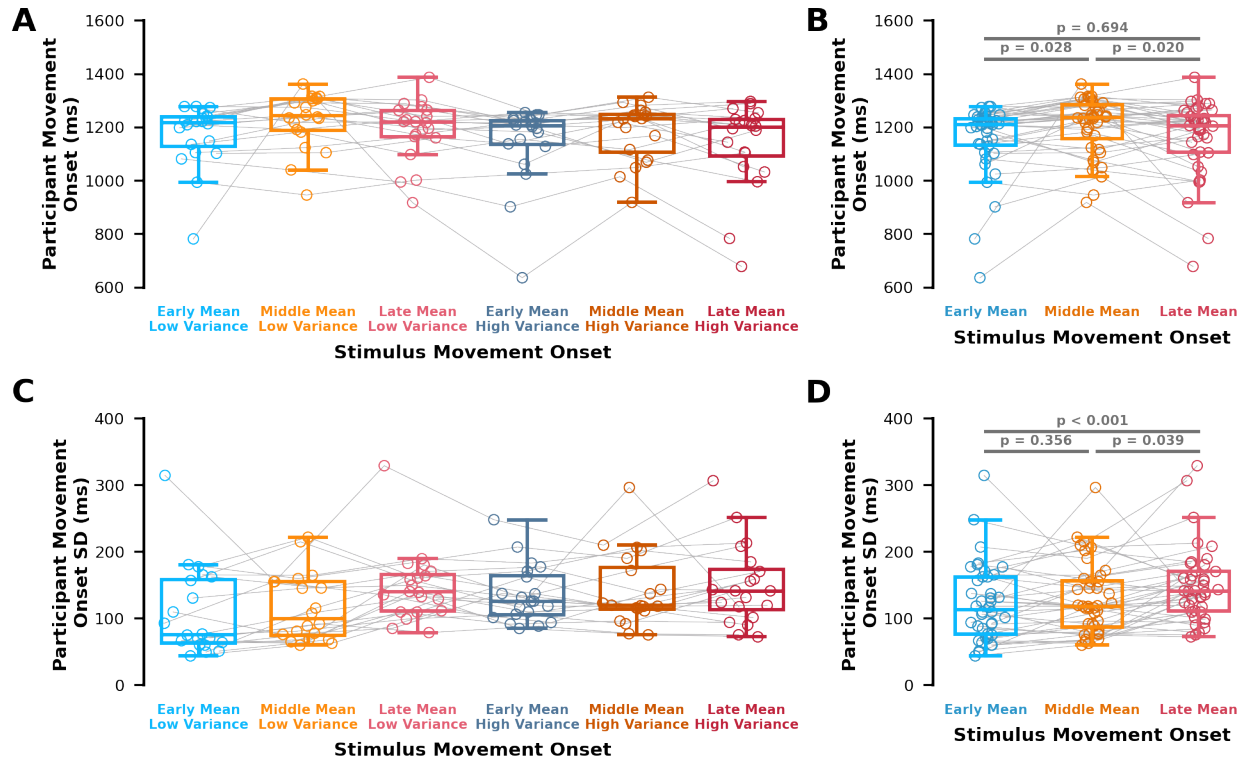 A
Participant Movement
Onset (ms)
1600
1400
1200
1000
800
600
Early Mean
Low Variance
Middle Mean
Low Variance
Late Mean
Low Variance
Early Mean
High Variance
Middle Mean
High Variance
Late Mean
High Variance
Stimulus Movement Onset
B
Participant Movement
Onset (ms)
1600
1400
1200
1000
800
600
p = 0.694
p = 0.028
p = 0.020
Early Mean
Middle Mean
Late Mean
Stimulus Movement Onset
C
Participant Movement
Onset SD (ms)
400
300
200
100
0
Early Mean
Low Variance
Middle Mean
Low Variance
Late Mean
Low Variance
Early Mean
High Variance
Middle Mean
High Variance
Late Mean
High Variance
Stimulus Movement Onset
D
Participant Movement
Onset SD (ms)
400
300
200
100
0
p < 0.001
p = 0.356
p = 0.039
Early Mean
Middle Mean
Late Mean
Stimulus Movement Onset